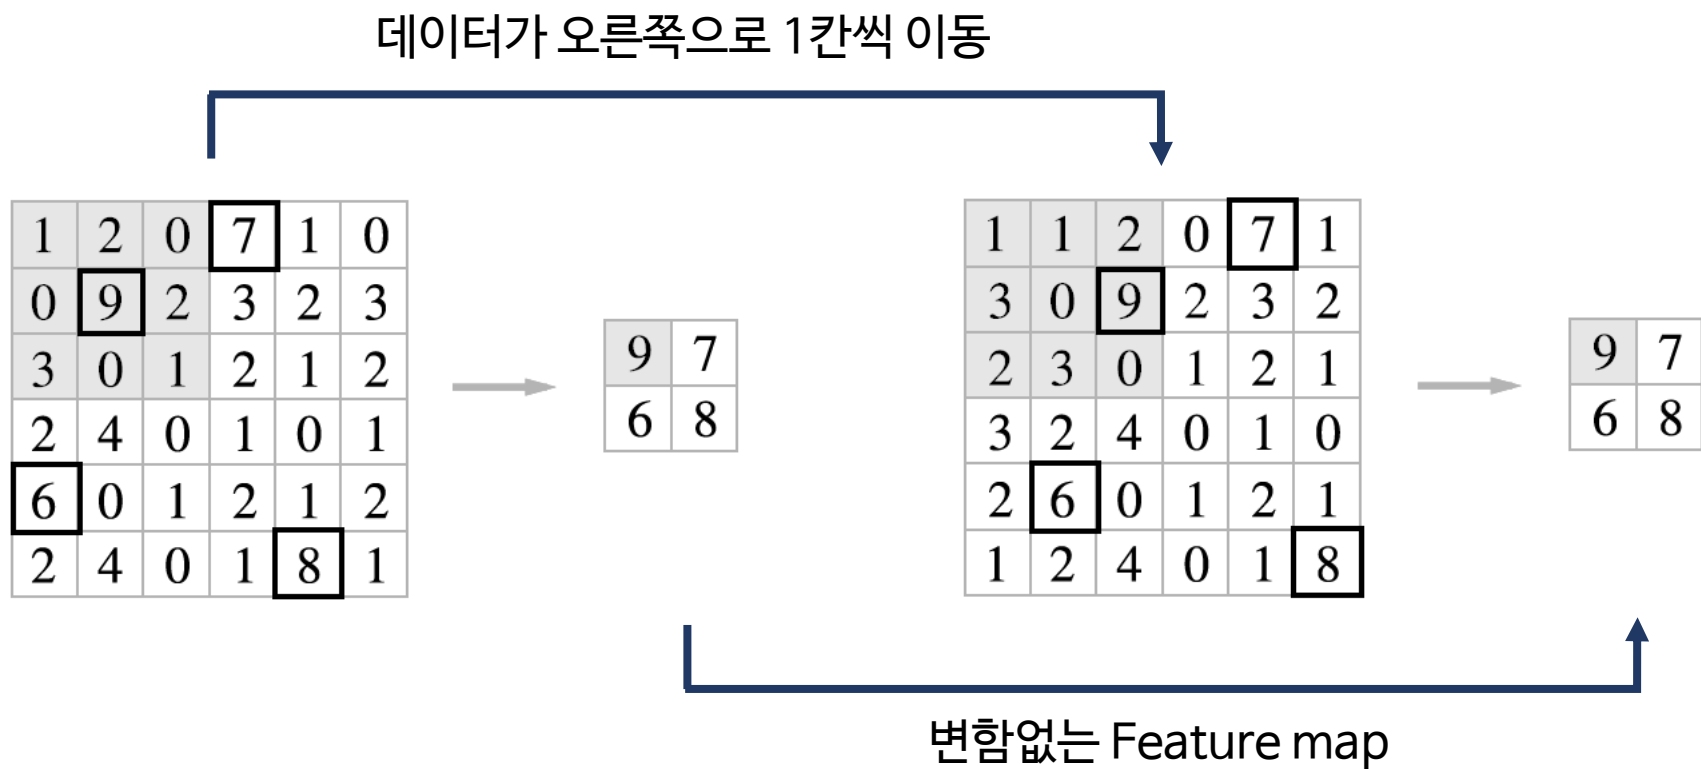 데이터가 오른쪽으로 1칸씩 이동
1 2 0 7 1 0
0 9 2 3 2 3
3 0 1 2 1 2
2 4 0 1 0 1
6 0 1 2 1 2
2 4 0 1 8 1
9 7
6 8
1 1 2 0 7 1
3 0 9 2 3 2
2 3 0 1 2 1
3 2 4 0 1 0
2 6 0 1 2 1
1 2 4 0 1 8
9 7
6 8
변함없는 Feature map